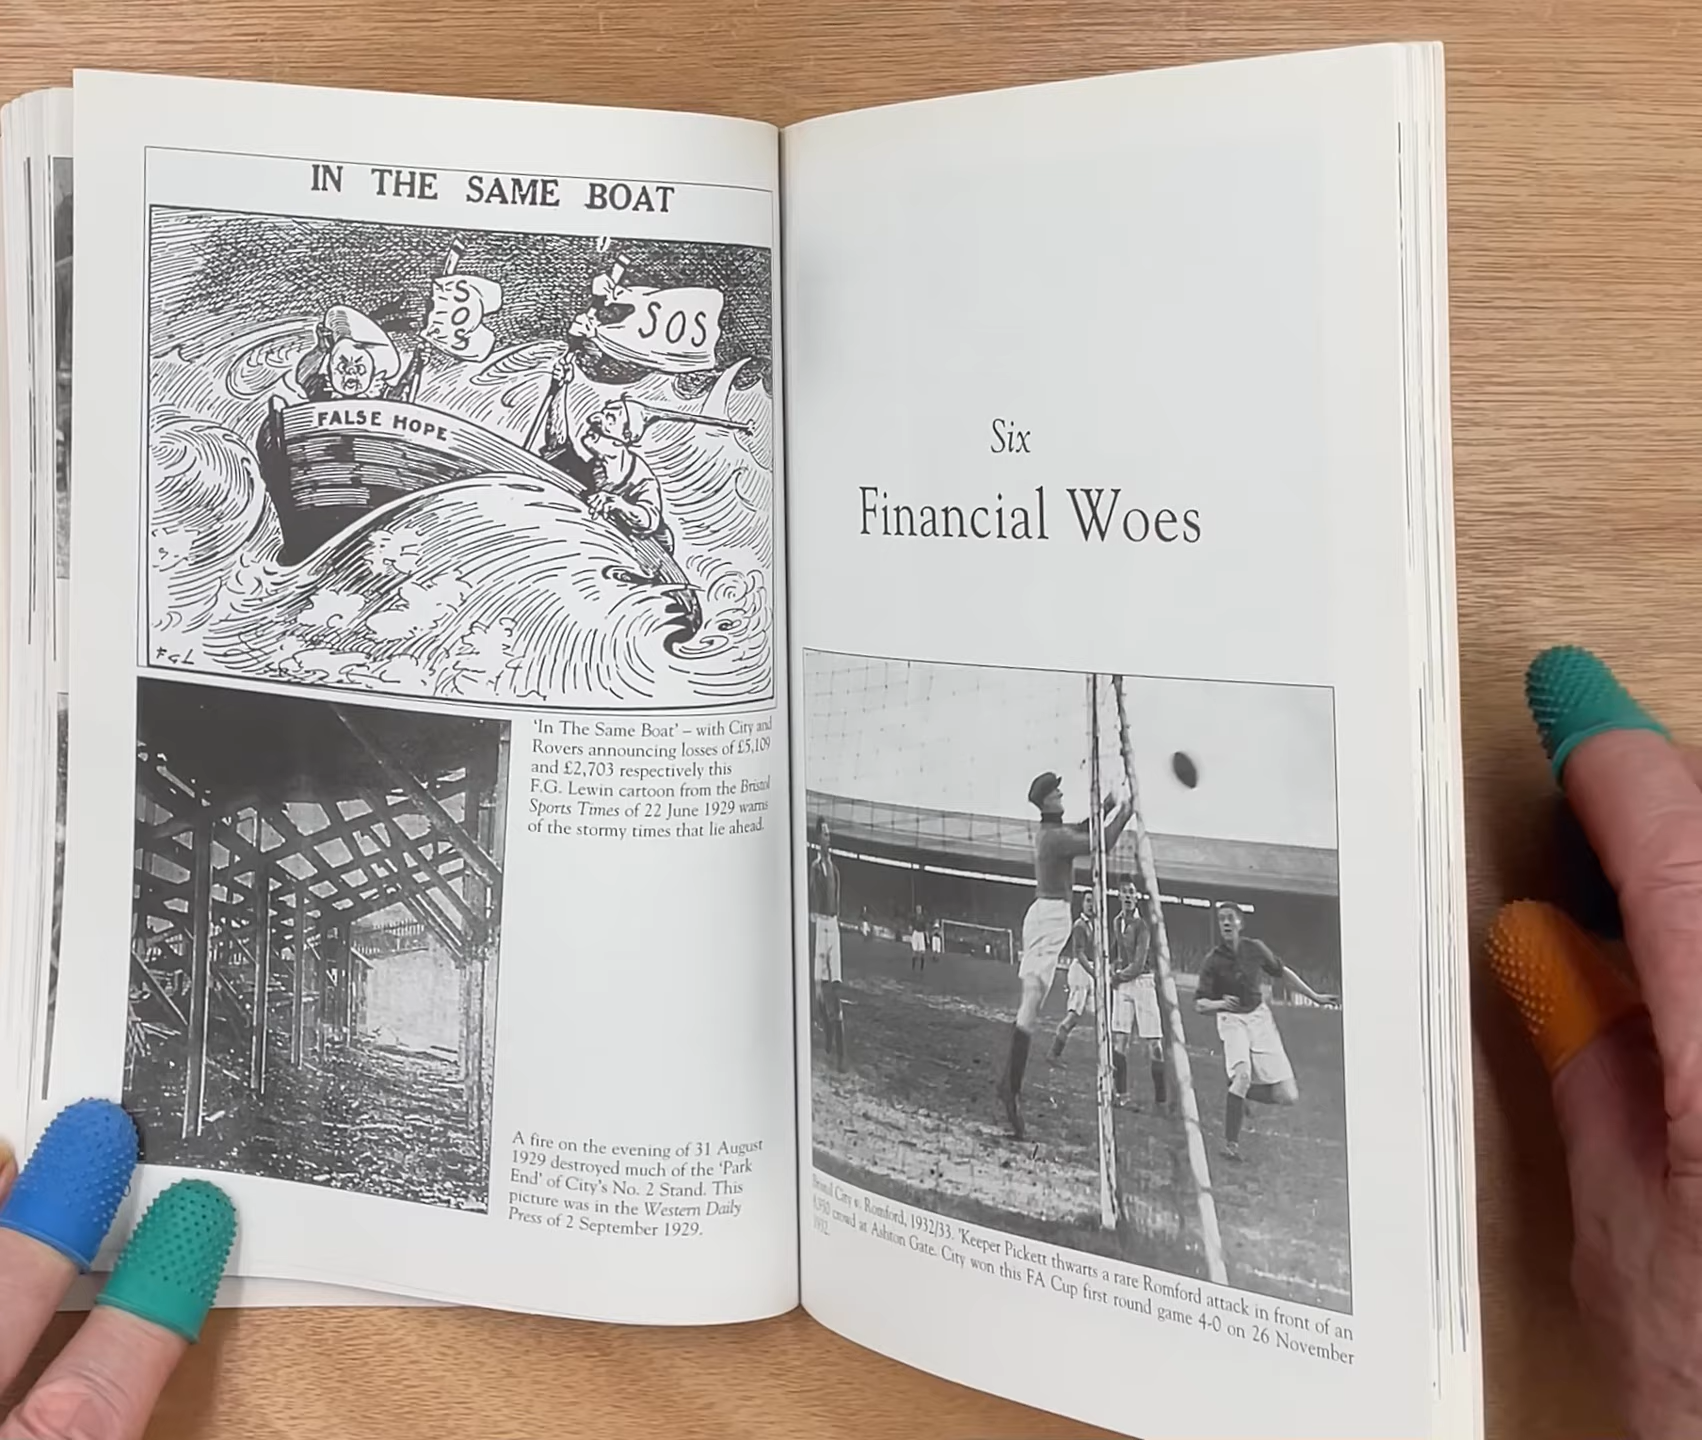 IN THE SAME BOAT
SOS
SOS
FALSE HOPE
FGL
'In The Same Boat' – with City and
Rovers announcing losses of £5,109
and £2,703 respectively this
F.G. Lewin cartoon from the Bristol
Sports Times of 22 June 1929 warns
of the stormy times that lie ahead.
A fire on the evening of 31 August
1929 destroyed much of the 'Park
End' of City's No. 2 Stand. This
picture was in the Western Daily
Press of 2 September 1929.
Six
Financial Woes
Bristol City v. Romford, 1932/33. 'Keeper Pickett thwarts a rare Romford attack in front of an
crowd at Ashton Gate. City won this FA Cup first round game 4-0 on 26 November
1932.